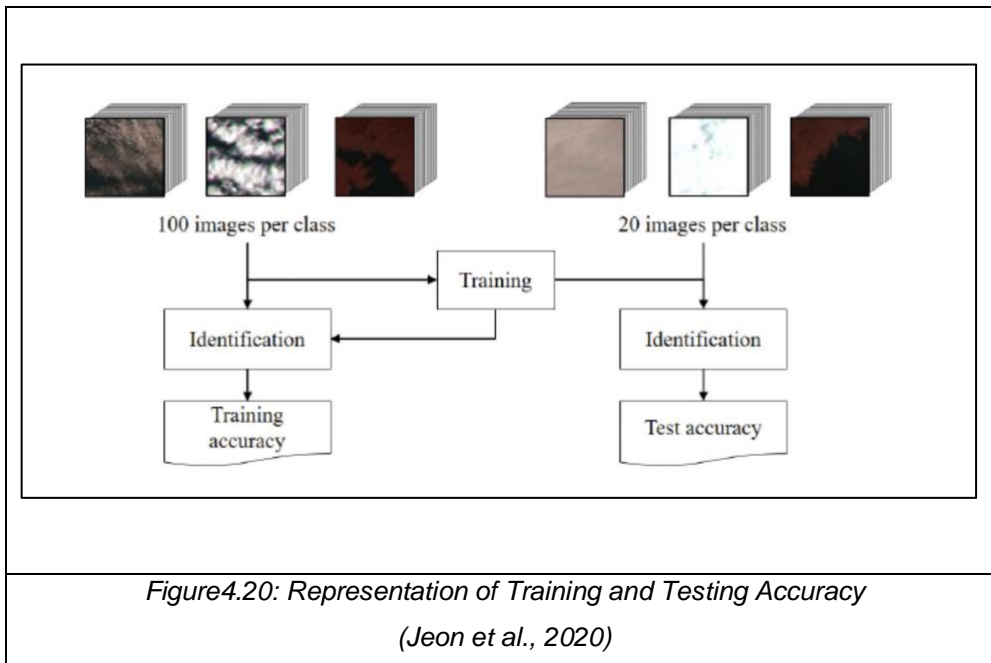 100 images per class
20 images per class
Training
Identification
Identification
Training
accuracy
Test accuracy
Figure4.20: Representation of Training and Testing Accuracy
(Jeon et al., 2020)